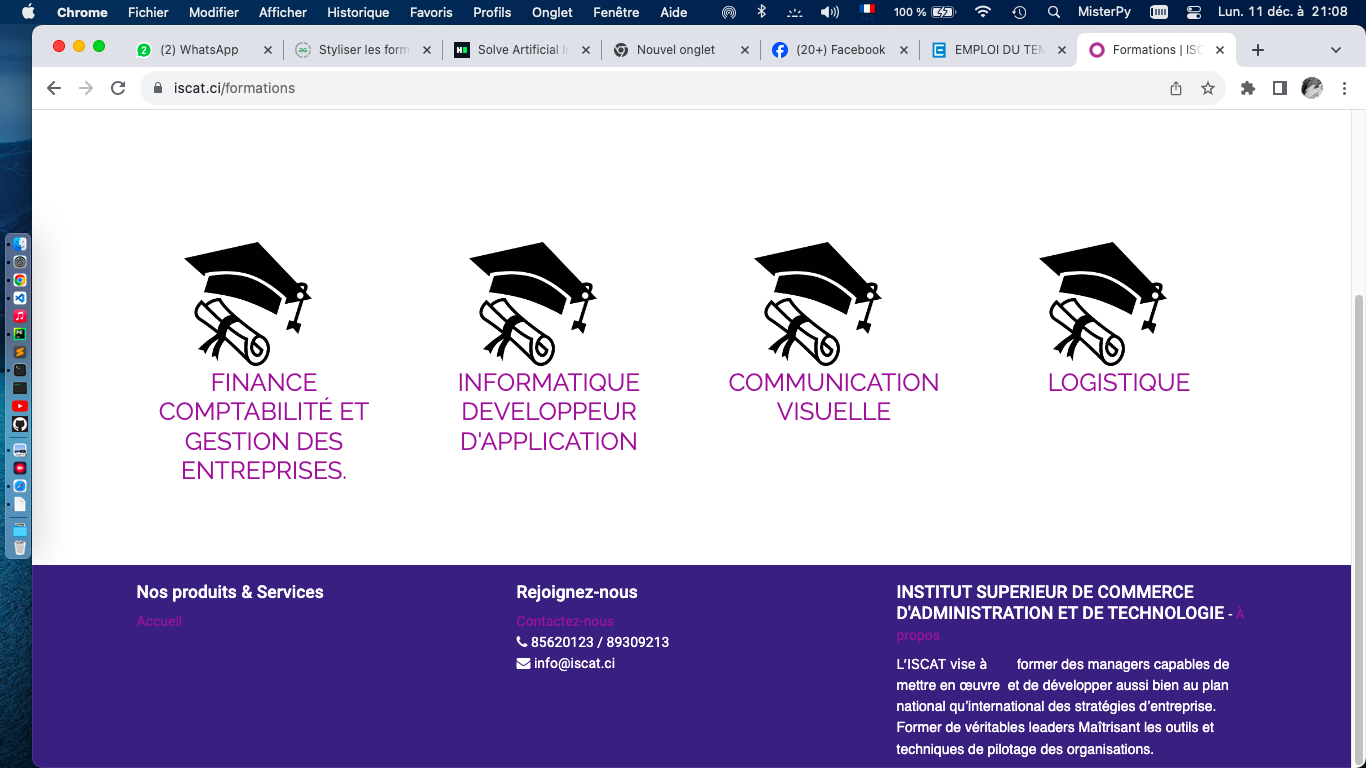 Chrome Fichier Modifier Afficher Historique Favoris Profils Onglet Fenêtre Aide 100 % MisterPy Lun. 11 déc. à 21:08
(2) WhatsApp Styliser les form Solve Artificial Nouvel onglet (20+) Facebook EMPLOI DU TEM Formations | ISC
iscat.ci/formations
FINANCE
COMPTABILITÉ ET
GESTION DES
ENTREPRISES.
INFORMATIQUE
DEVELOPPEUR
D'APPLICATION
COMMUNICATION
VISUELLE
LOGISTIQUE
Nos produits & Services
Accueil
Rejoignez-nous
Contactez-nous
85620123 / 89309213
info@iscat.ci
INSTITUT SUPERIEUR DE COMMERCE
D'ADMINISTRATION ET DE TECHNOLOGIE - À
propos
L’ISCAT vise à former des managers capables de
mettre en œuvre et de développer aussi bien au plan
national qu’international des stratégies d’entreprise.
Former de véritables leaders Maîtrisant les outils et
techniques de pilotage des organisations.